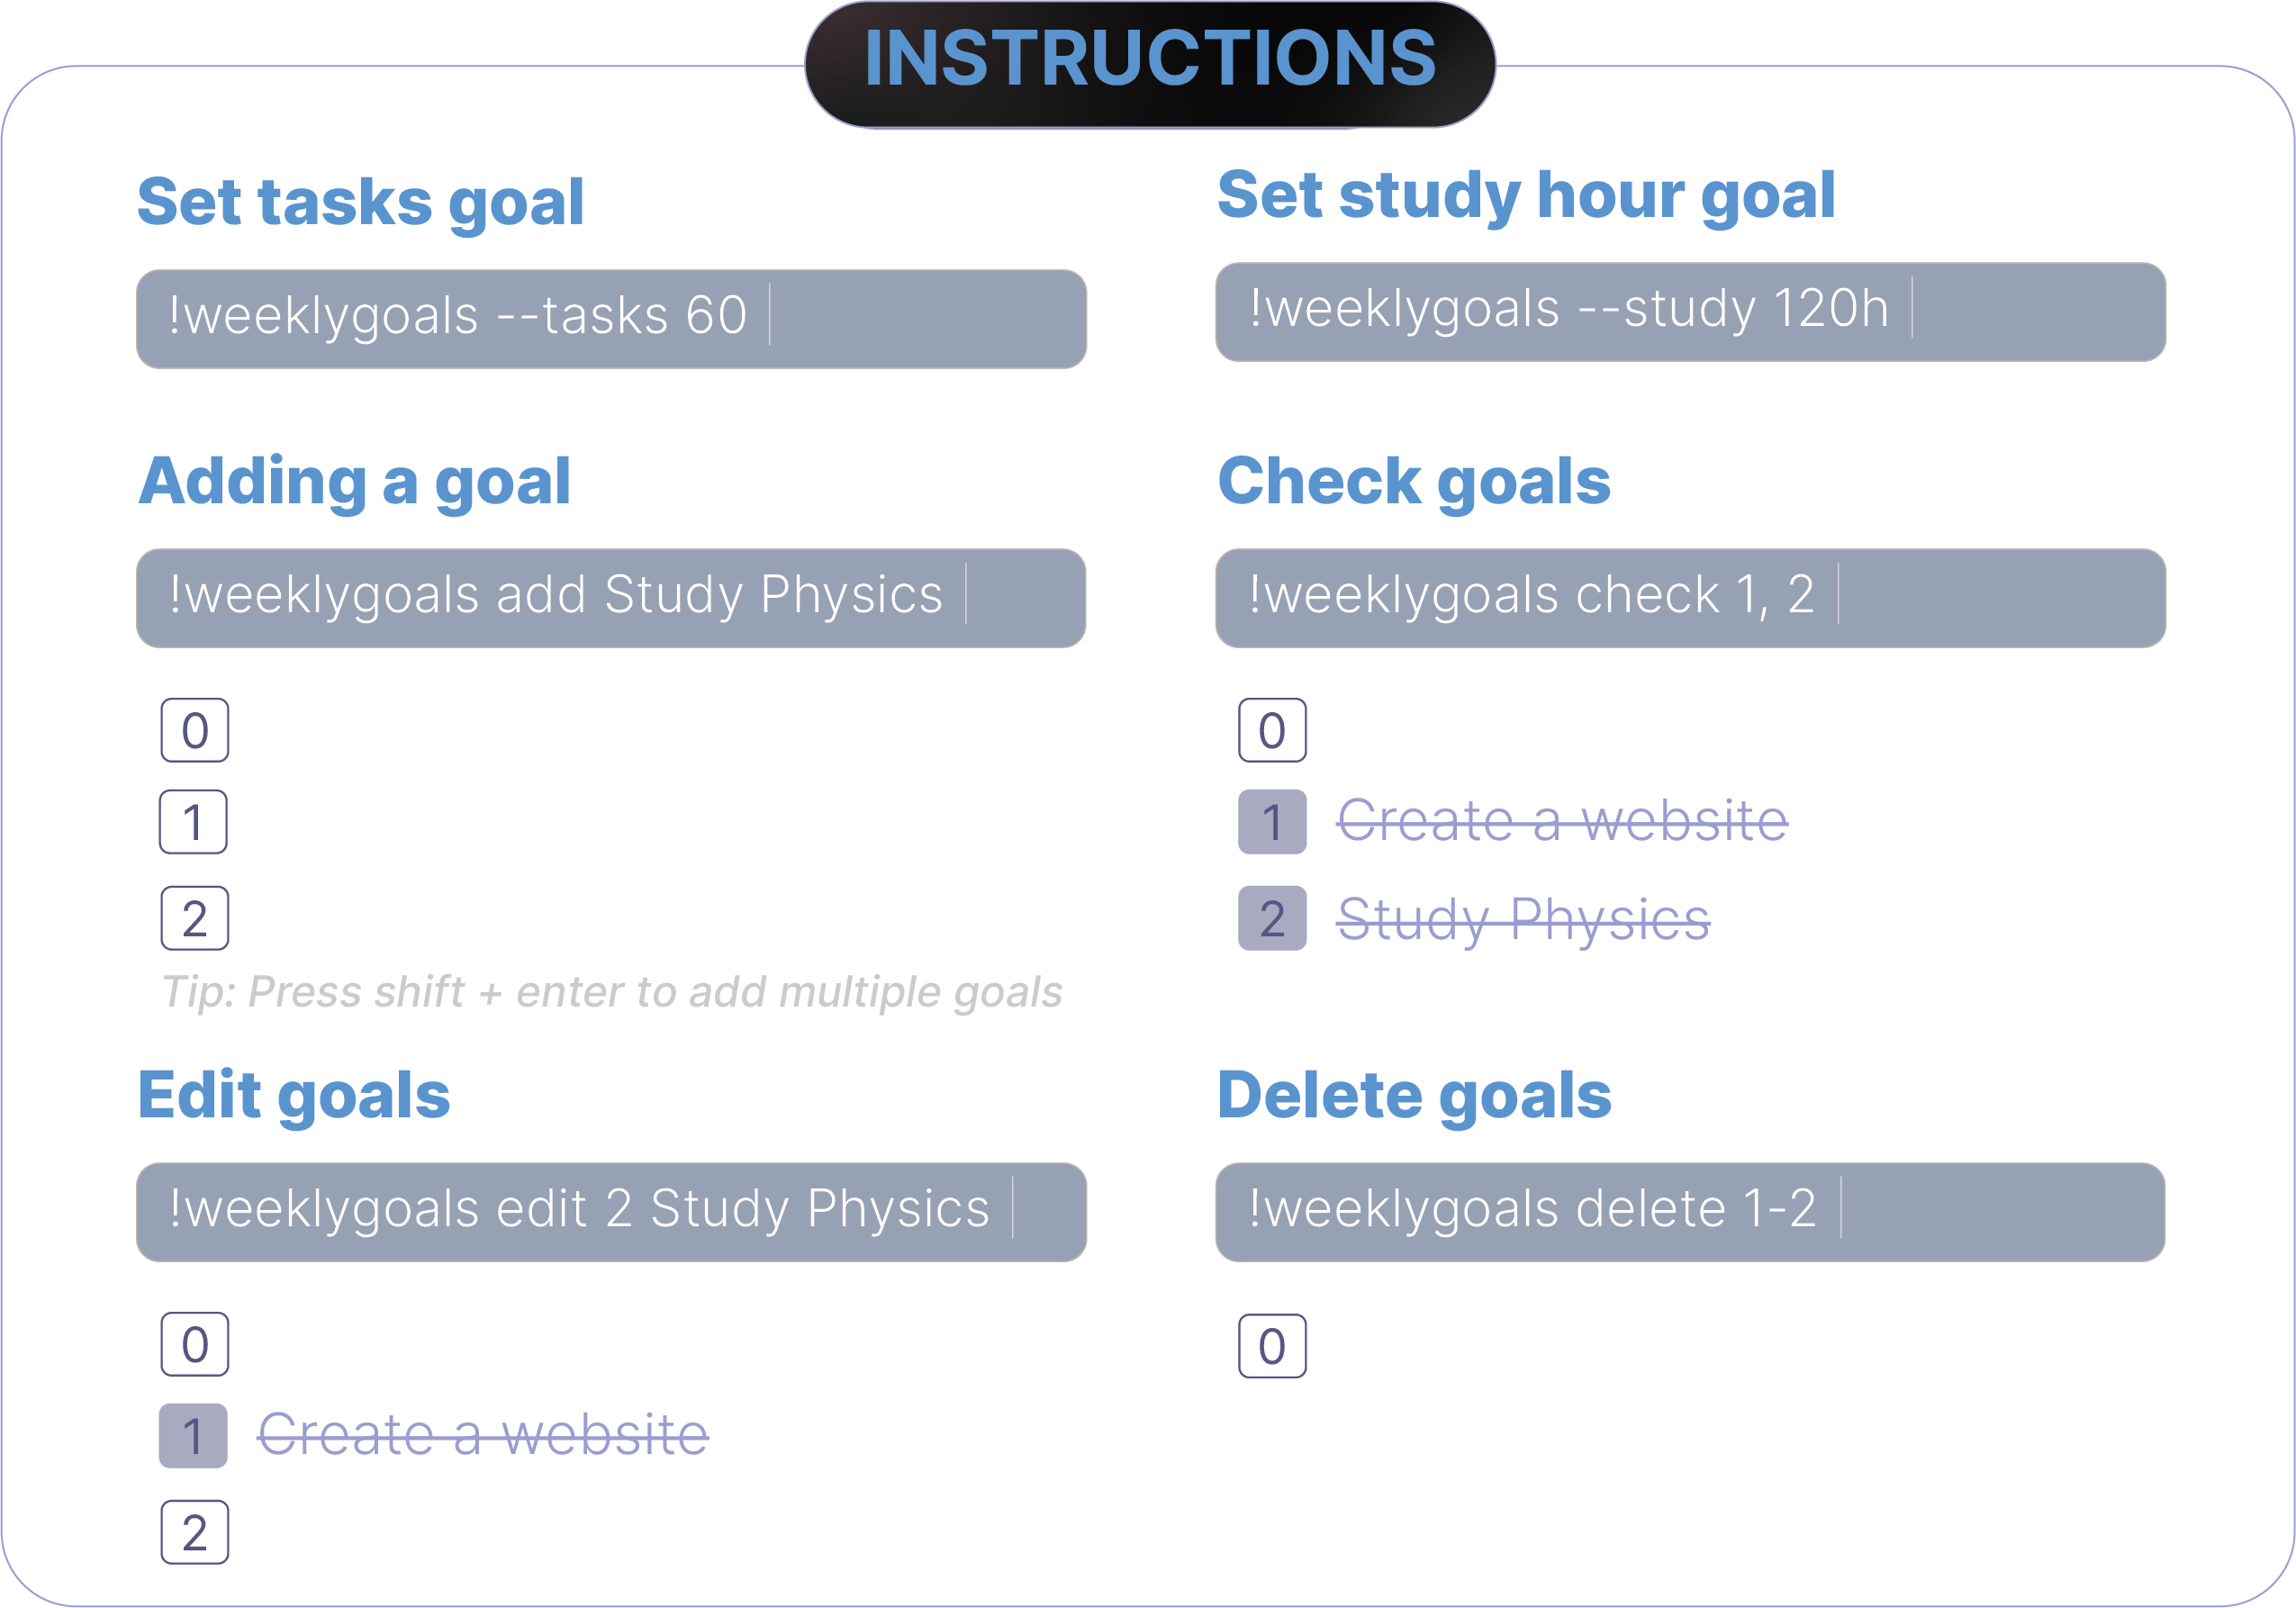 INSTRUCTIONS
Set tasks goal
!weeklygoals --tasks 60
Set study hour goal
!weeklygoals --study 120h
Adding a goal
!weeklygoals add Study Physics
0
1
2
Tip: Press shift + enter to add multiple goals
Check goals
!weeklygoals check 1, 2
0
1 Create a website
2 Study Physics
Edit goals
!weeklygoals edit 2 Study Physics
0
1 Create a website
2
Delete goals
!weeklygoals delete 1-2
0